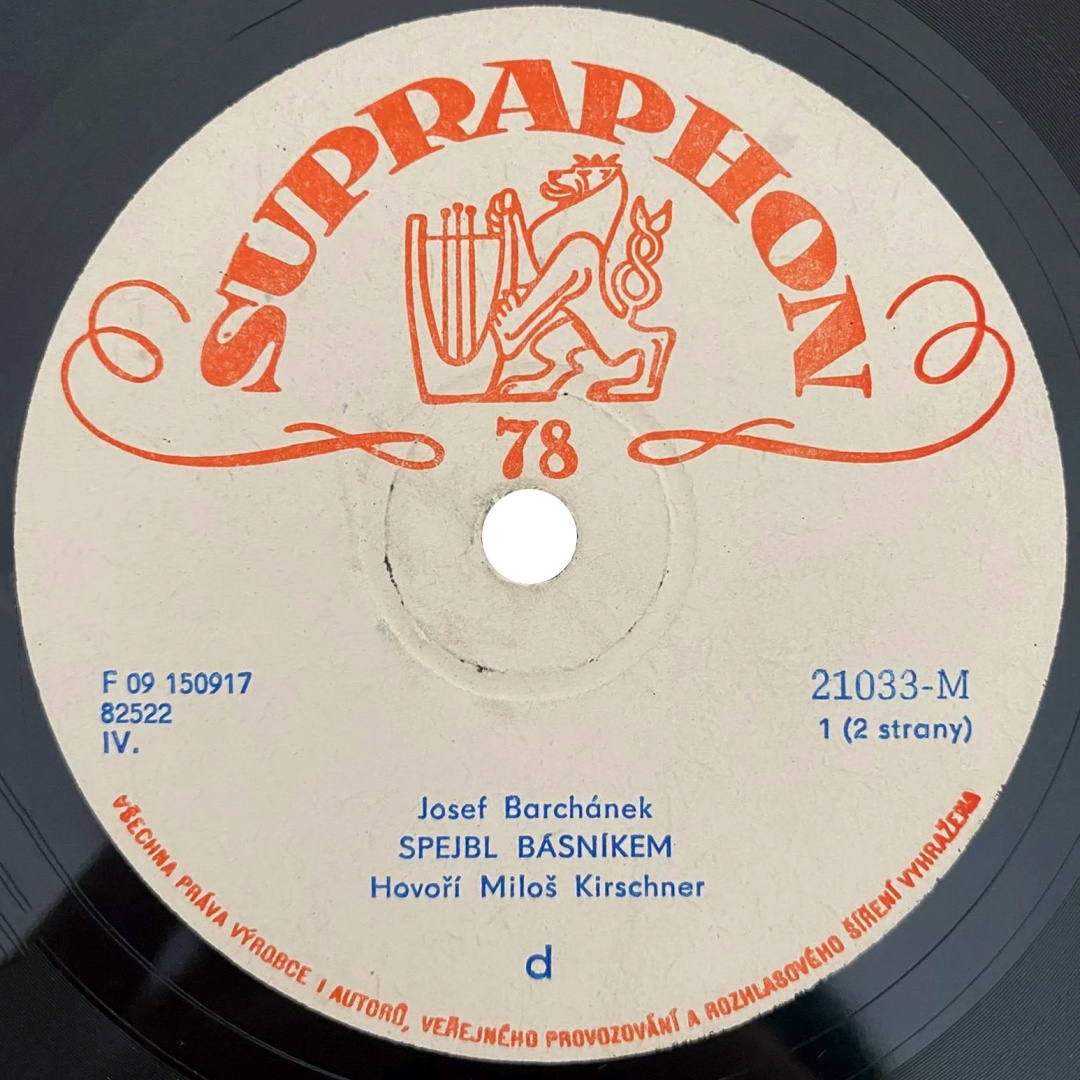 SUPRAPHON
78
F 09 150917
82522
IV.
21033-M
1 (2 strany)
Josef Barchánek
SPEJBL BÁSNÍKEM
Hovoří Miloš Kirschner
d
VŠECHNA PRÁVA VÝROBCE I AUTORŮ, VEŘEJNÉHO PROVOZOVÁNÍ A ROZHLASOVÉHO ŠÍŘENÍ VYHRAŽENA